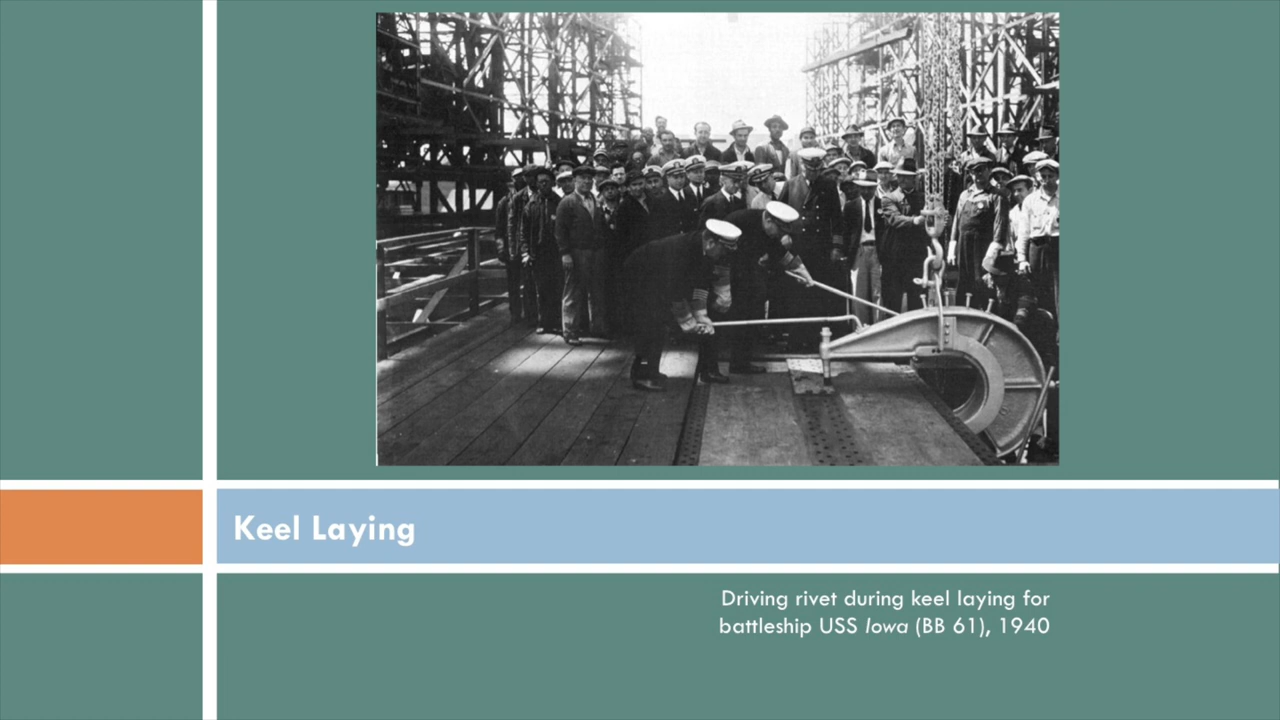 Keel Laying
Driving rivet during keel laying for
battleship USS Iowa (BB 61), 1940